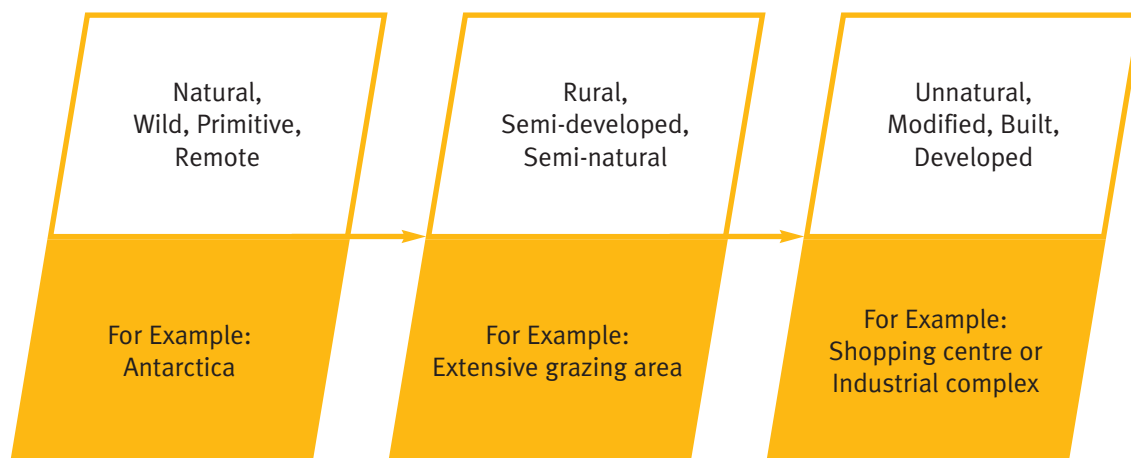 Natural,
Wild, Primitive,
Remote
For Example:
Antarctica
Rural,
Semi-developed,
Semi-natural
For Example:
Extensive grazing area
Unnatural,
Modified, Built,
Developed
For Example:
Shopping centre or
Industrial complex